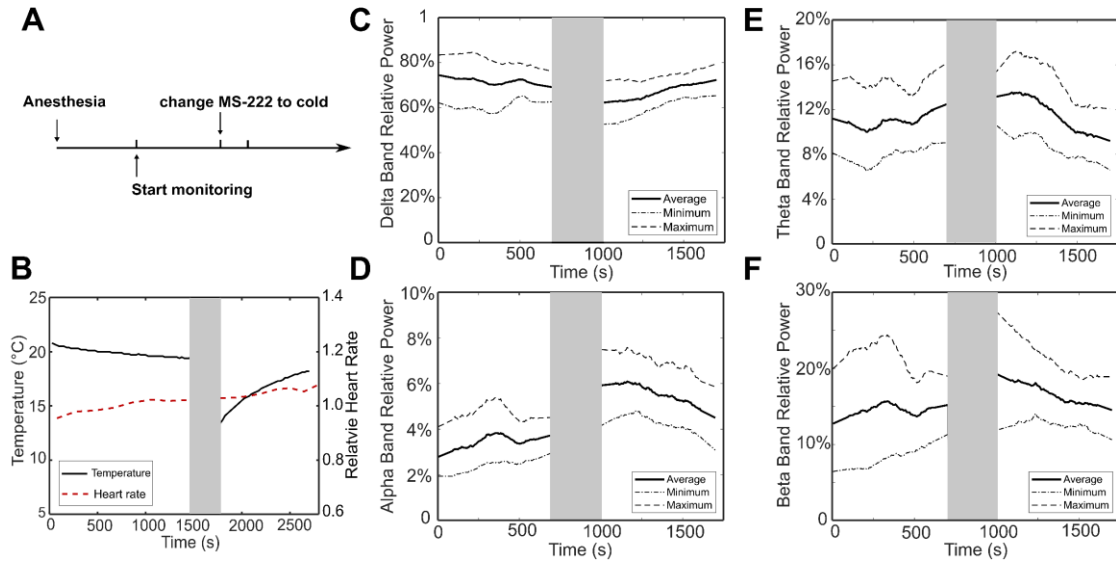 A
Anesthesia
change MS-222 to cold
Start monitoring
B
25
20
15
10
5
Temperature (°C)
1.4
1.2
1.0
0.8
0.6
Relatvie Heart Rate
Temperature
Heart rate
0
500
1000
1500
2000
2500
Time (s)
C
1
80%
60%
40%
20%
0
Delta Band Relative Power
Average
Minimum
Maximum
0
500
1000
1500
Time (s)
D
10%
8%
6%
4%
2%
0
Alpha Band Relative Power
Average
Minimum
Maximum
0
500
1000
1500
Time (s)
E
20%
16%
12%
8%
4%
0
Theta Band Relative Power
Average
Minimum
Maximum
0
500
1000
1500
Time (s)
F
30%
20%
10%
0
Beta Band Relative Power
Average
Minimum
Maximum
0
500
1000
1500
Time (s)